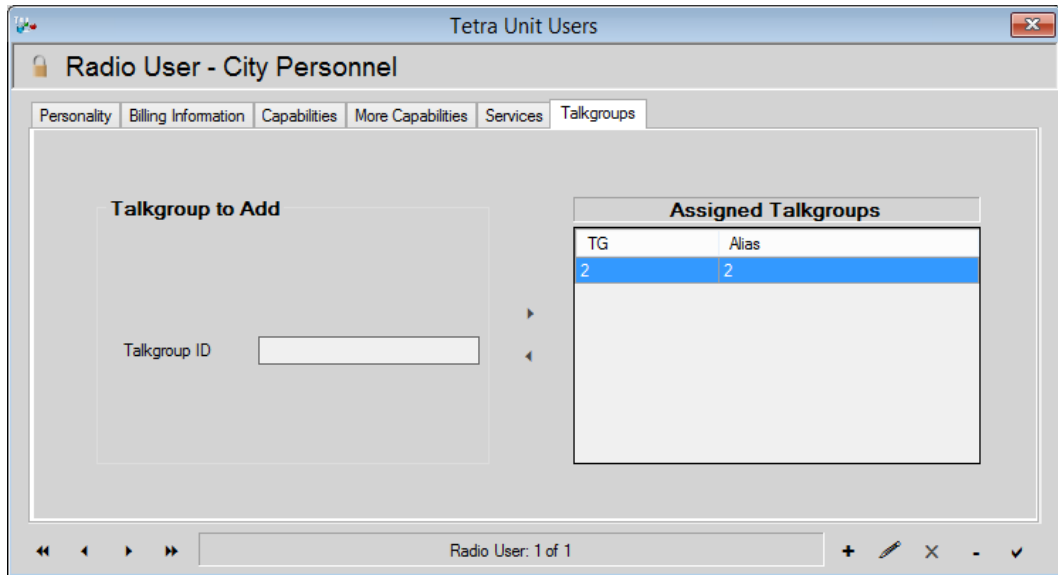 Tetra Unit Users
Radio User - City Personnel
Personality Billing Information Capabilities More Capabilities Services Talkgroups
Talkgroup to Add
Talkgroup ID
Assigned Talkgroups
TG Alias
2 2
Radio User: 1 of 1